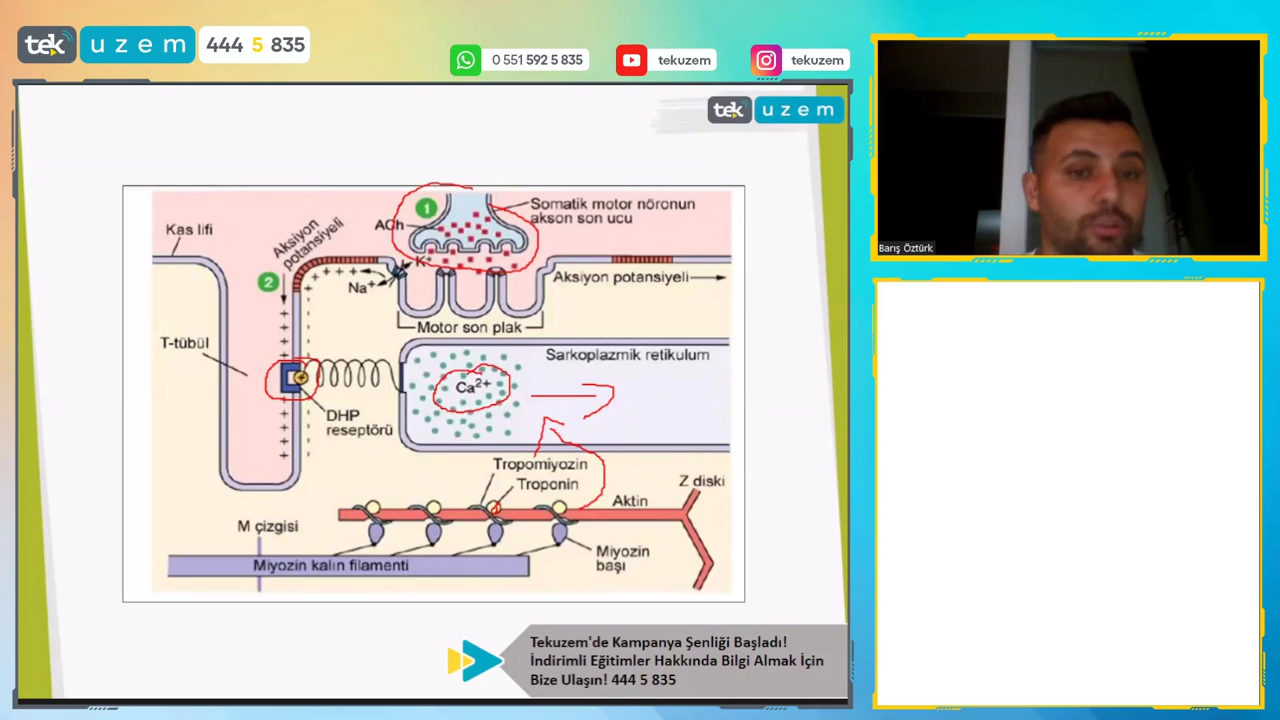 tek uzem 444 5 835
0 551 592 5 835
tekuzem
tekuzem
tek uzem
Barış Öztürk
1
Somatik motor nöronun
akson son ucu
ACh
Kas lifi
Aksiyon
potansiyeli
2
K+
Na+
Aksiyon potansiyeli
Motor son plak
T-tübül
Sarkoplazmik retikulum
Ca2+
DHP
reseptörü
Tropomiyozin
Troponin
Z diski
Aktin
M çizgisi
Miyozin
başı
Miyozin kalın filamenti
Tekuzem'de Kampanya Şenliği Başladı!
İndirimli Eğitimler Hakkında Bilgi Almak İçin
Bize Ulaşın! 444 5 835